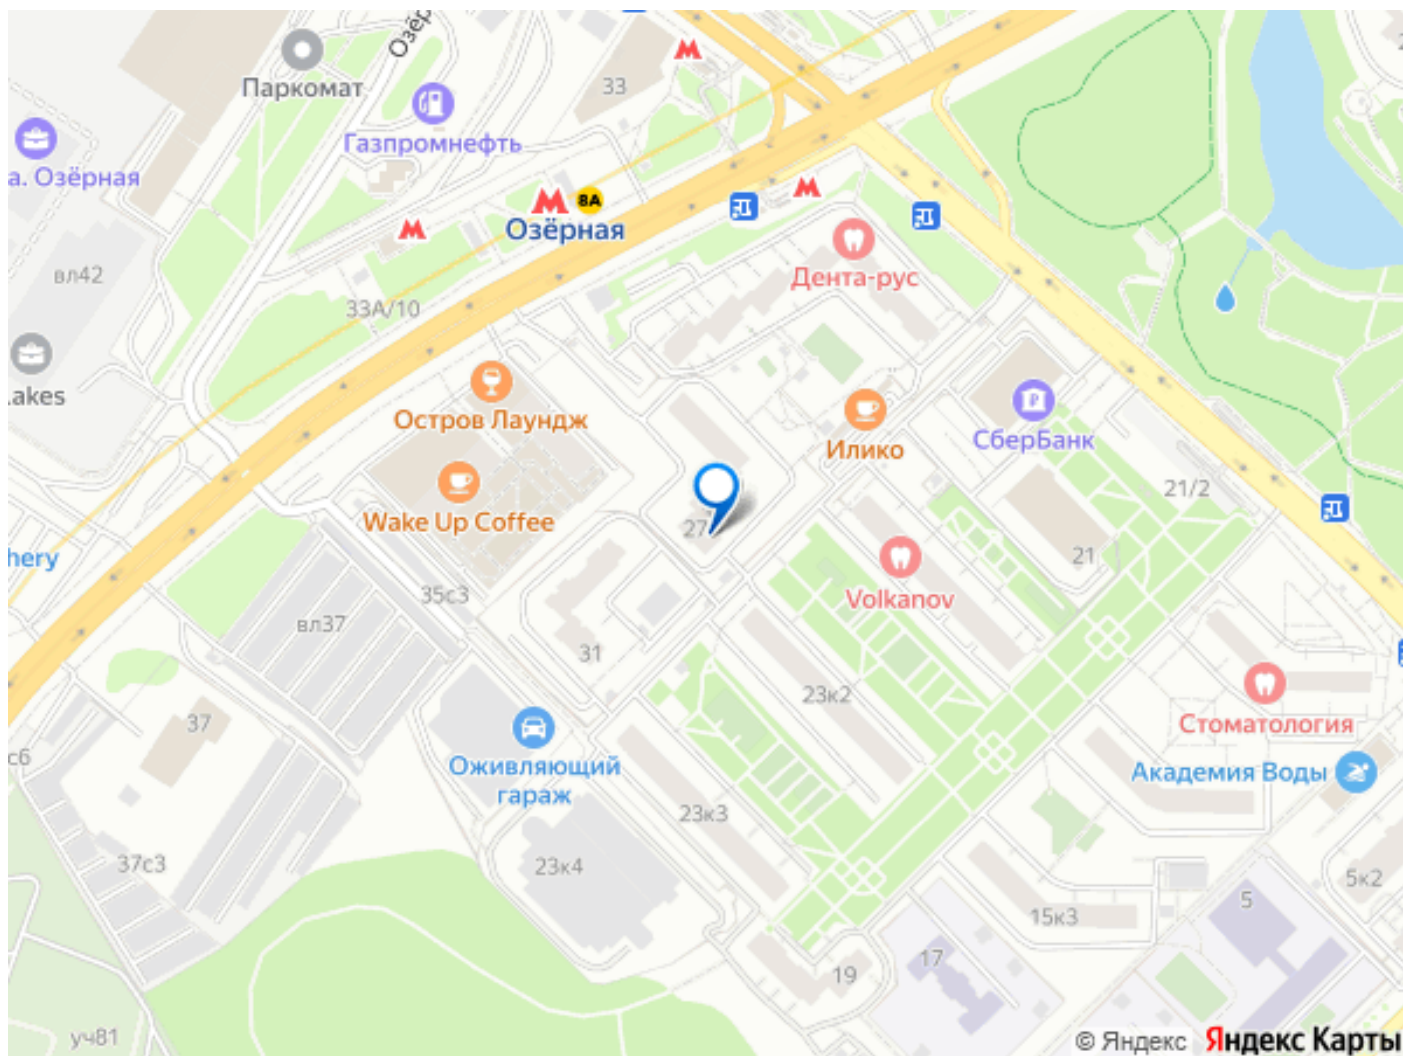 Озёр
Паркомат
33
Газпромнефть
а. Озёрная
8А
Озёрная
Дента-рус
вл42
33А/10
.akes
Остров Лаундж
Илико
СберБанк
Wake Up Coffee
21/2
27
21
hery
35с3
Volkanov
вл37
31
23к2
37
Стоматология
с6
Оживляющий
гараж
Академия Воды
23к3
37с3
23к4
5к2
5
15к3
17
19
уч81
© Яндекс Яндекс Карты